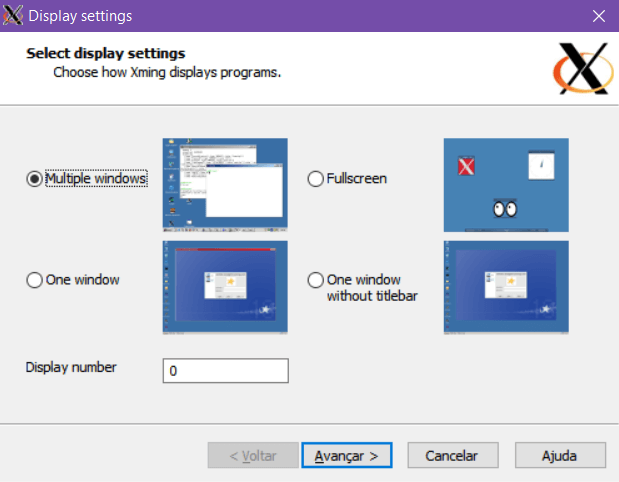 Display settings
Select display settings
Choose how Xming displays programs.
Multiple windows
Fullscreen
One window
One window
without titlebar
Display number
0
< Voltar
Avançar >
Cancelar
Ajuda